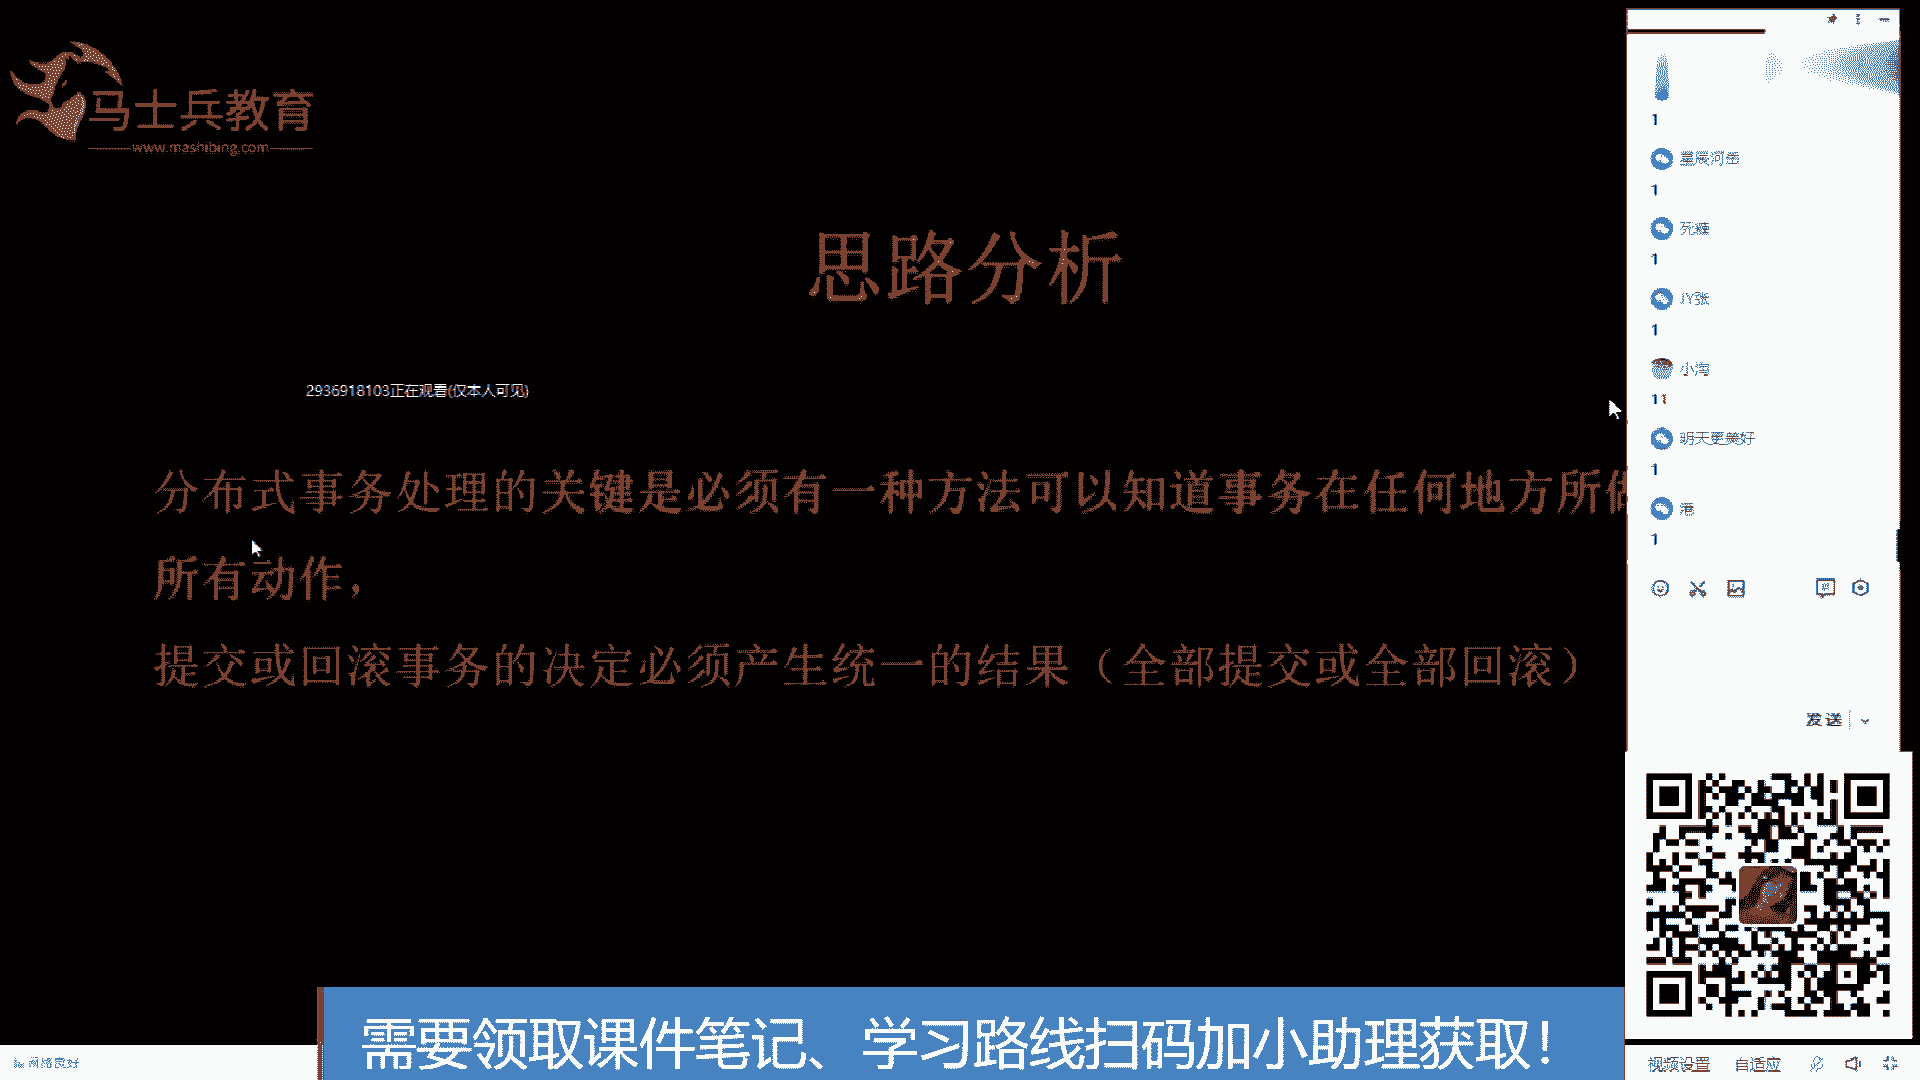 马士兵教育
www.mashibing.com
思路分析
2936918103正在观看(仅本人可见)
分布式事务处理的关键是必须有一种方法可以知道事务在任何地方所做
所有动作，
提交或回滚事务的决定必须产生统一的结果（全部提交或全部回滚）
1
星辰河岳
1
1
JY张
1
小海
11
明天更美好
1
港
1
发送
需要领取课件笔记、学习路线扫码加小助理获取！
网络良好
视频设置
自适应